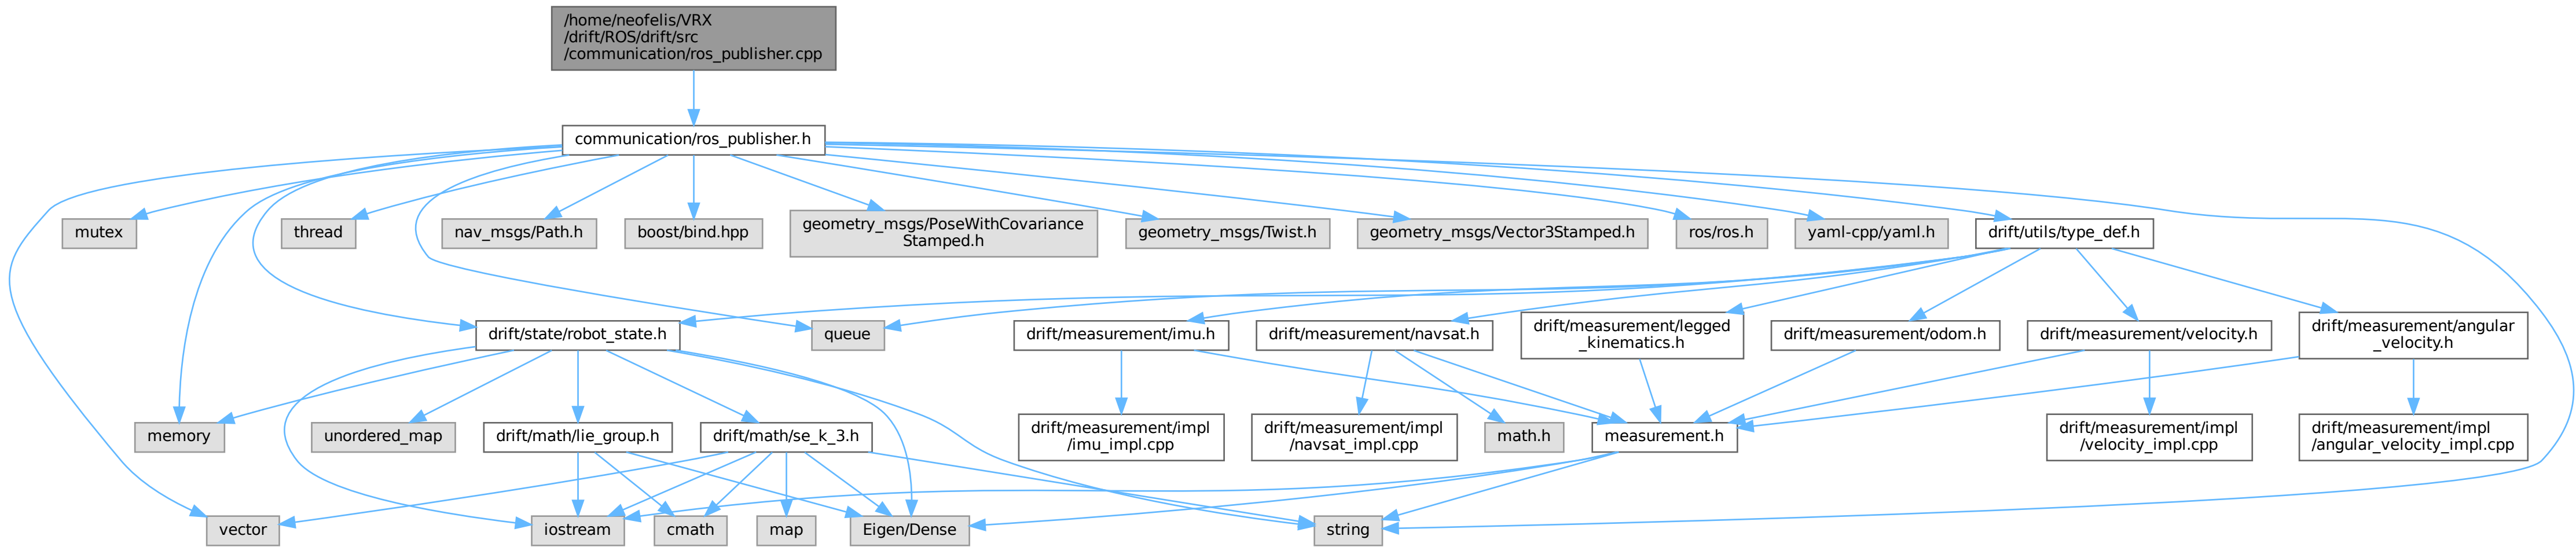 /home/neofelis/VRX
/drift/ROS/drift/src
/communication/ros_publisher.cpp
communication/ros_publisher.h
mutex
thread
nav_msgs/Path.h
boost/bind.hpp
geometry_msgs/PoseWithCovariance
Stamped.h
geometry_msgs/Twist.h
geometry_msgs/Vector3Stamped.h
ros/ros.h
yaml-cpp/yaml.h
drift/utils/type_def.h
drift/state/robot_state.h
queue
drift/measurement/imu.h
drift/measurement/navsat.h
drift/measurement/legged
_kinematics.h
drift/measurement/odom.h
drift/measurement/velocity.h
drift/measurement/angular
_velocity.h
memory
unordered_map
drift/math/lie_group.h
drift/math/se_k_3.h
drift/measurement/impl
/imu_impl.cpp
drift/measurement/impl
/navsat_impl.cpp
math.h
measurement.h
drift/measurement/impl
/velocity_impl.cpp
drift/measurement/impl
/angular_velocity_impl.cpp
vector
iostream
cmath
map
Eigen/Dense
string